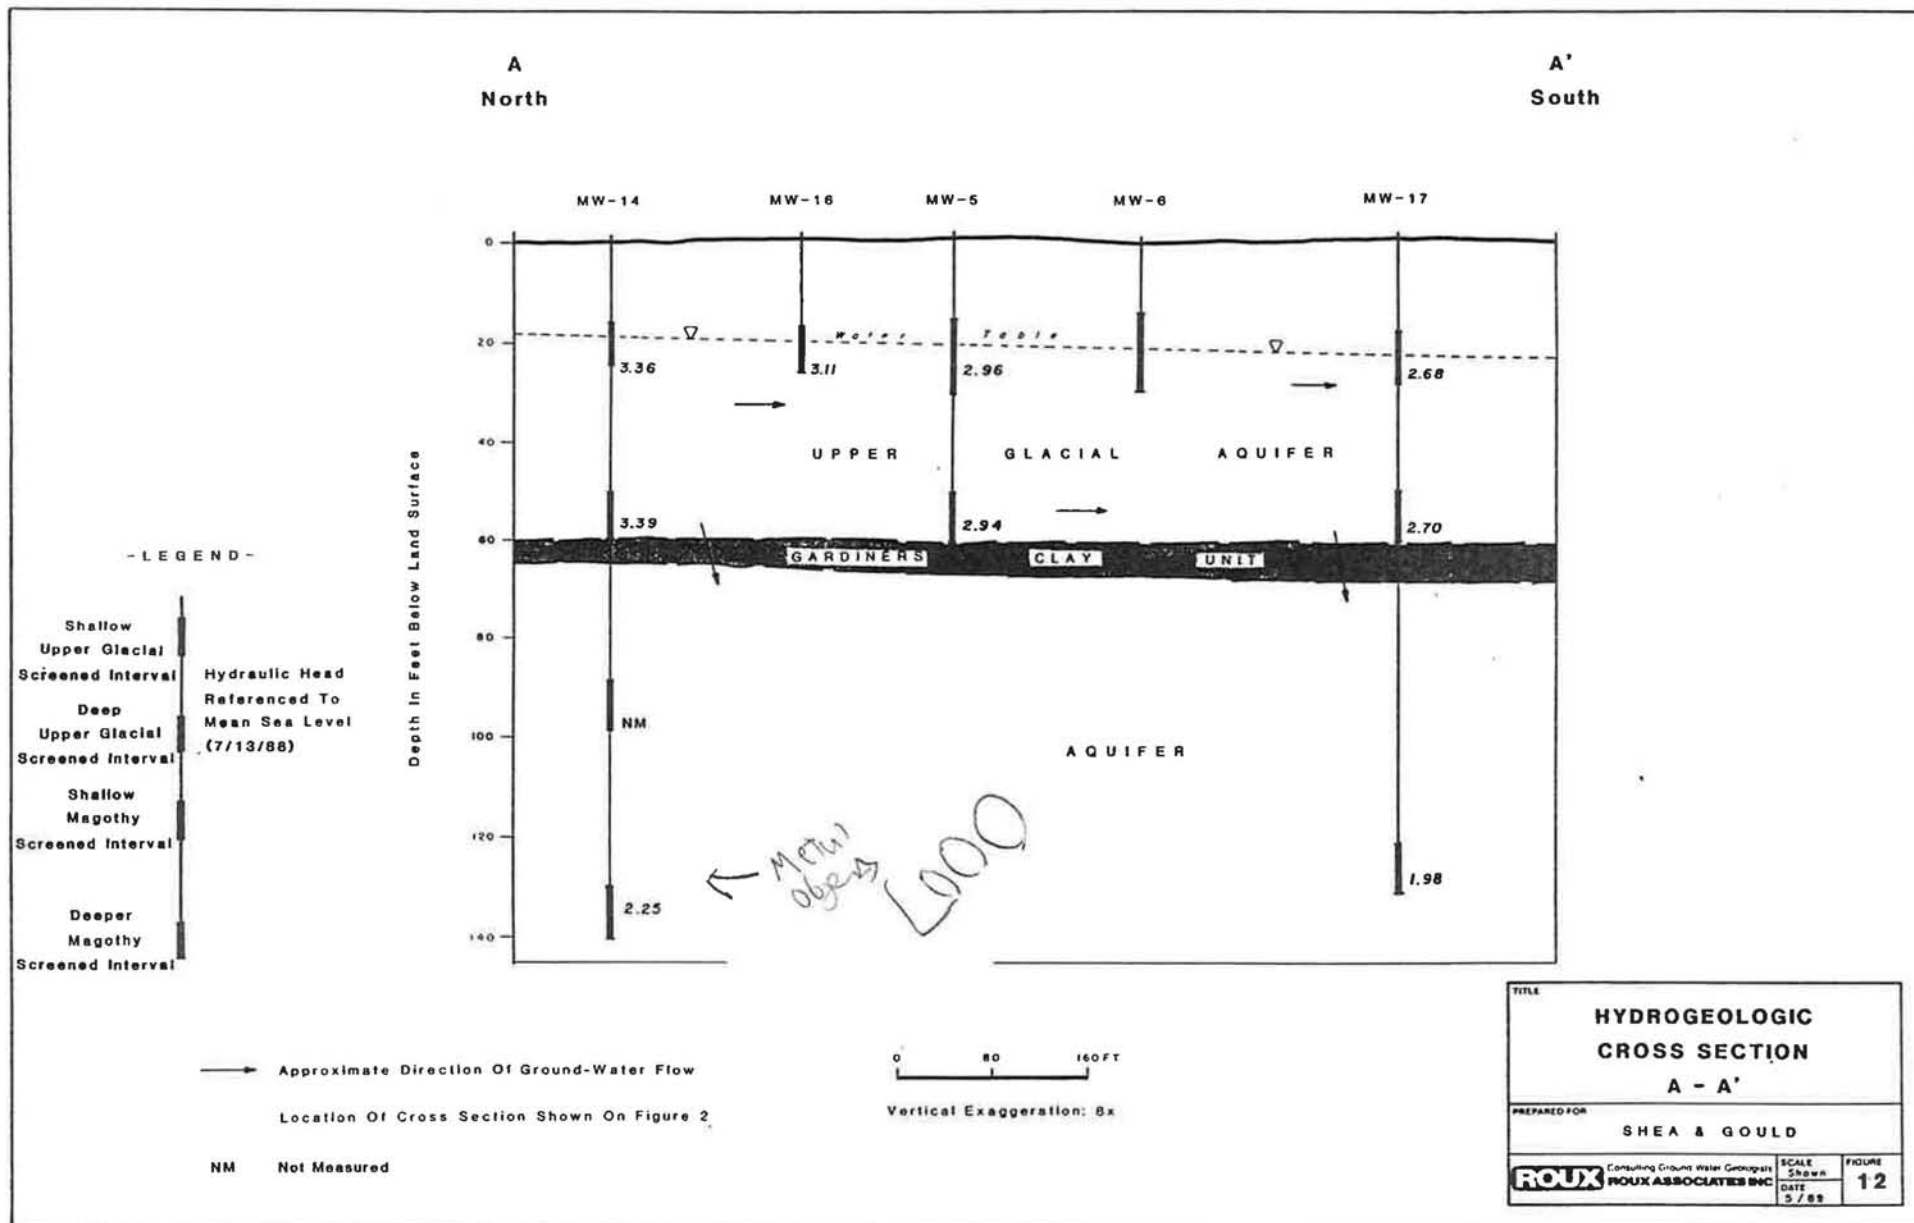 A
North
A'
South
MW-14
MW-16
MW-5
MW-6
MW-17
0
20
40
60
80
100
120
140
Depth In Feet Below Land Surface
Water Table
3.36
3.11
2.96
2.68
UPPER GLACIAL AQUIFER
3.39
2.94
2.70
GARDINERS CLAY UNIT
NM
AQUIFER
2.25
1.98
Metal
-LEGEND-
Shallow
Upper Glacial
Screened Interval
Deep
Upper Glacial
Screened Interval
Shallow
Magothy
Screened Interval
Deeper
Magothy
Screened Interval
Hydraulic Head
Referenced To
Mean Sea Level
(7/13/88)
Approximate Direction Of Ground-Water Flow
Location Of Cross Section Shown On Figure 2
NM Not Measured
0 80 160FT
Vertical Exaggeration: 8x
TITLE
HYDROGEOLOGIC
CROSS SECTION
A - A'
PREPARED FOR
SHEA & GOULD
ROUX
Consulting Ground Water Geologists
ROUX ASSOCIATES INC
SCALE
Shown
DATE
5/89
FIGURE
12